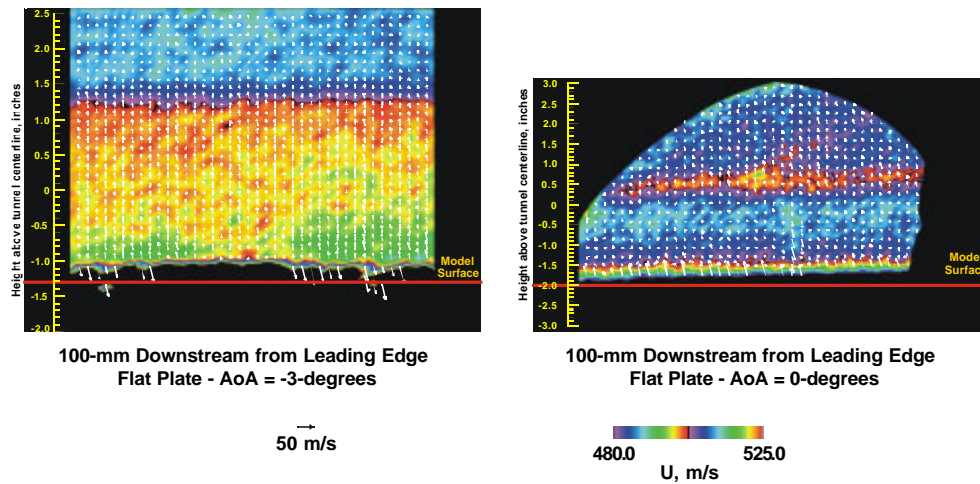 Height above tunnel centerline, inches
2.5
2.0
1.5
1.0
0.5
0
-0.5
-1.0
-1.5
-2.0
Model
Surface
100-mm Downstream from Leading Edge
Flat Plate - AoA = -3-degrees
50 m/s
Height above tunnel centerline, inches
3.0
2.5
2.0
1.5
1.0
0.5
0
-0.5
-1.0
-1.5
-2.0
-2.5
-3.0
Mode
Surfac
100-mm Downstream from Leading Edge
Flat Plate - AoA = 0-degrees
480.0 525.0
U, m/s